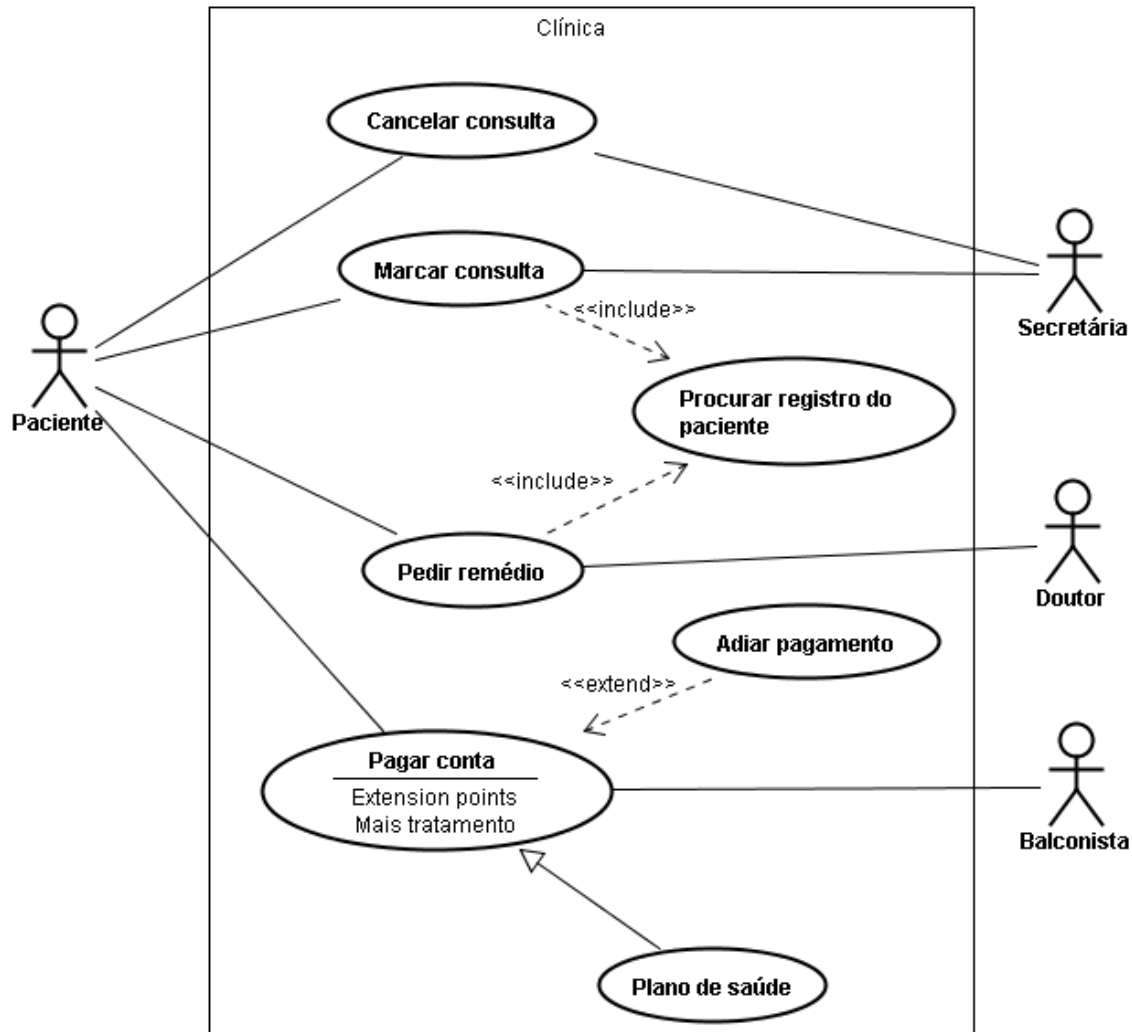 Clínica
Cancelar consulta
Marcar consulta
<<include>>
Secretária
Paciente
Procurar registro do
paciente
<<include>>
Pedir remédio
Doutor
Adiar pagamento
<<extend>>
Pagar conta
Extension points
Mais tratamento
Balconista
Plano de saúde